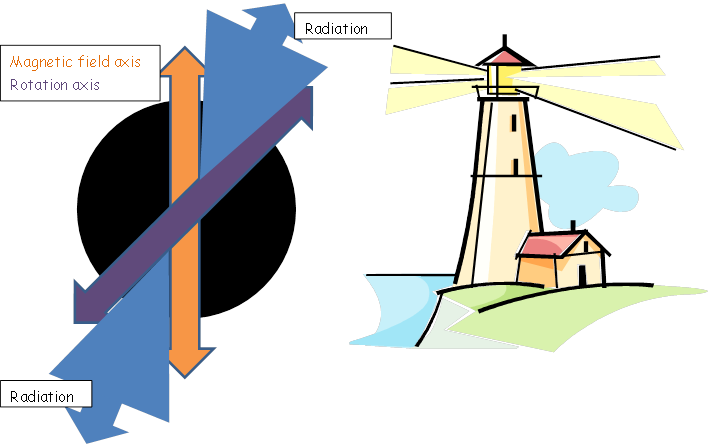 Radiation
Magnetic field axis
Rotation axis
Radiation